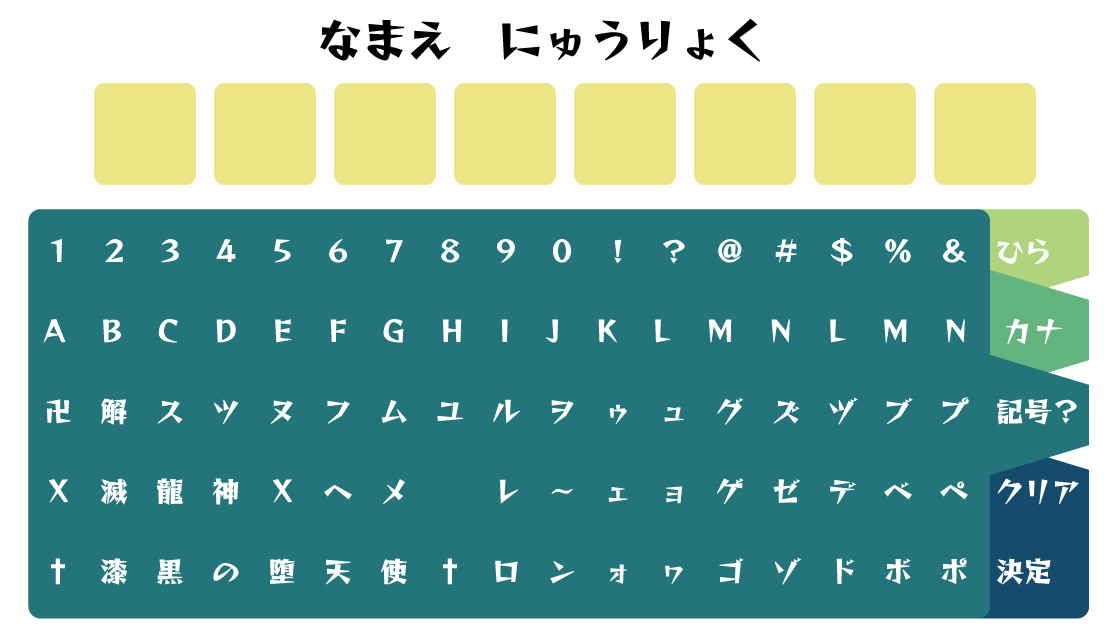 なまえ　にゅうりょく
1 2 3 4 5 6 7 8 9 0 ! ? @ # $ % & ひら
A B C D E F G H I J K L M N L M N カナ
卍 解 ス ツ ヌ フ ム ユ ル ヲ ゥ ュ グ ズ ヅ ブ プ 記号?
X 滅 龍 神 X ヘ メ レ ～ ェ ョ ゲ ゼ デ ベ ペ クリア
† 漆 黒 の 堕 天 使 † ロ ン ォ ヮ ゴ ゾ ド ボ ポ 決定